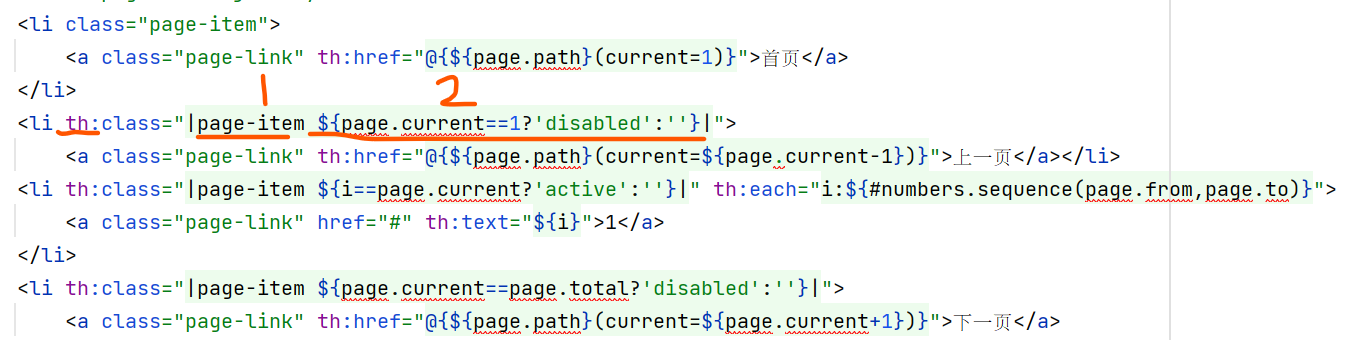 <li class="page-item">
<a class="page-link" th:href="@{${page.path}(current=1)}">首页</a>
</li>
1 2
<li th:class="|page-item ${page.current==1?'disabled':''}|">
<a class="page-link" th:href="@{${page.path}(current=${page.current-1})}">上一页</a></li>
<li th:class="|page-item ${i==page.current?'active':''}|" th:each="i:${#numbers.sequence(page.from,page.to)}">
<a class="page-link" href="#" th:text="${i}">1</a>
</li>
<li th:class="|page-item ${page.current==page.total?'disabled':''}|">
<a class="page-link" th:href="@{${page.path}(current=${page.current+1})}">下一页</a>